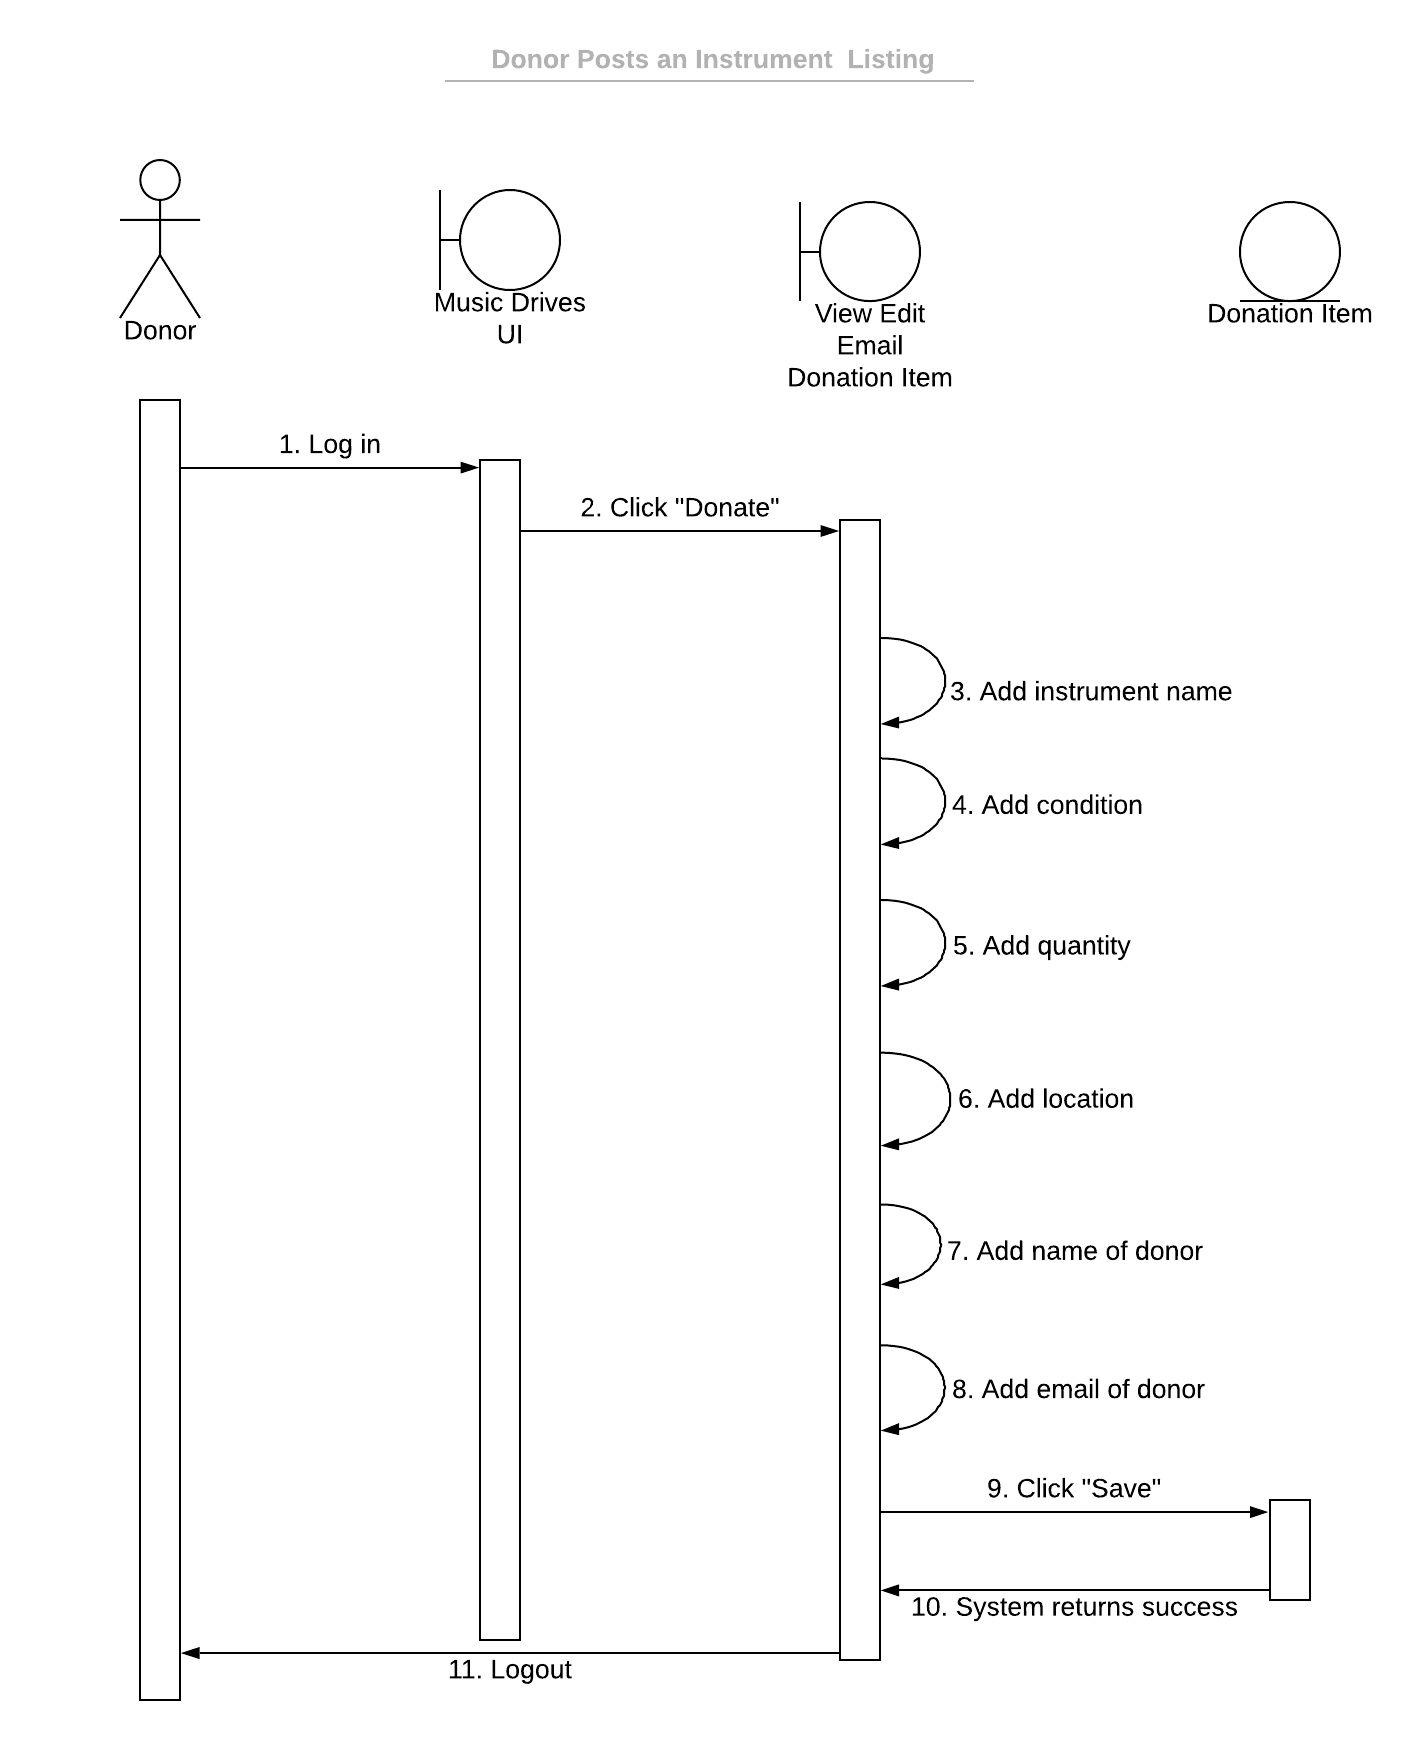 Donor Posts an Instrument  Listing
Donor
Music Drives
UI
View Edit
Email
Donation Item
Donation Item
1. Log in
2. Click "Donate"
3. Add instrument name
4. Add condition
5. Add quantity
6. Add location
7. Add name of donor
8. Add email of donor
9. Click "Save"
10. System returns success
11. Logout